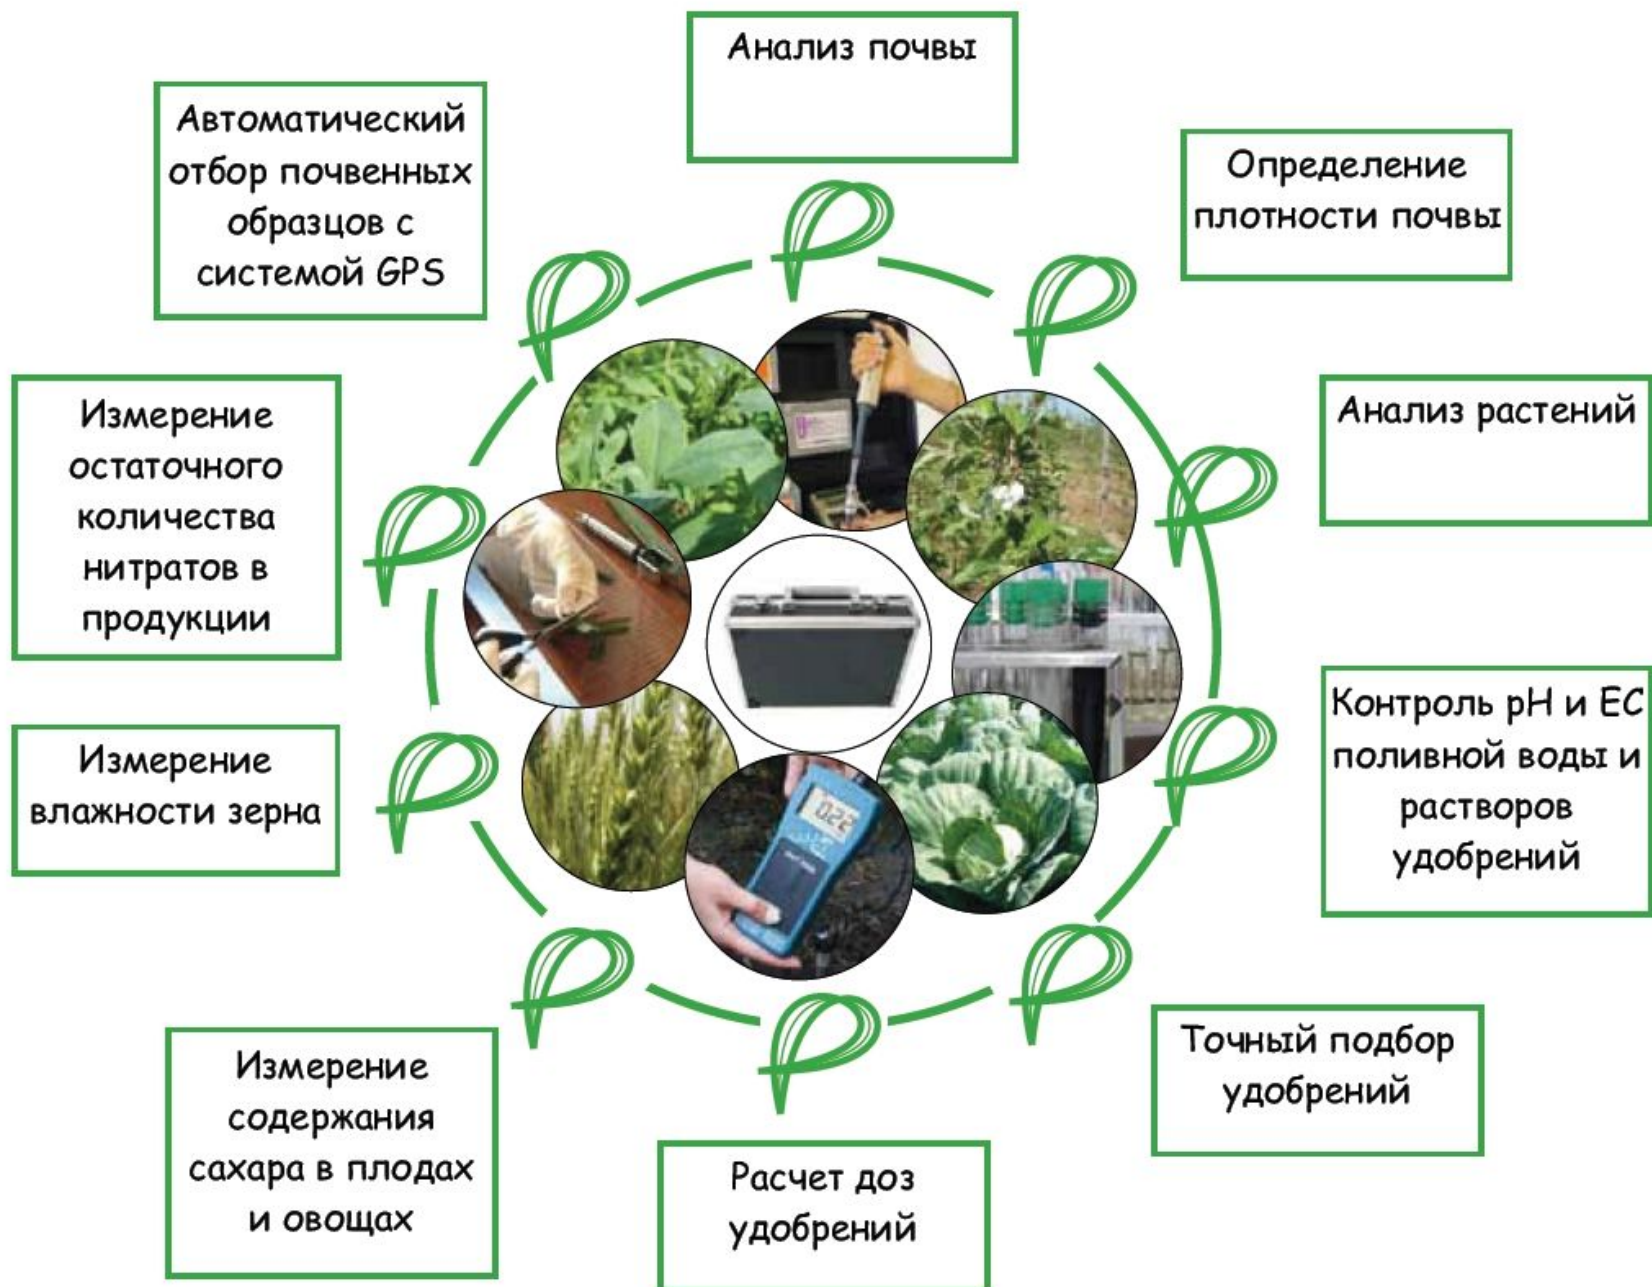 Анализ почвы
Определение
плотности почвы
Анализ растений
Контроль pH и EC
поливной воды и
растворов
удобрений
Точный подбор
удобрений
Расчет доз
удобрений
Измерение
содержания
сахара в плодах
и овощах
Измерение
влажности зерна
Измерение
остаточного
количества
нитратов в
продукции
Автоматический
отбор почвенных
образцов с
системой GPS
0.22